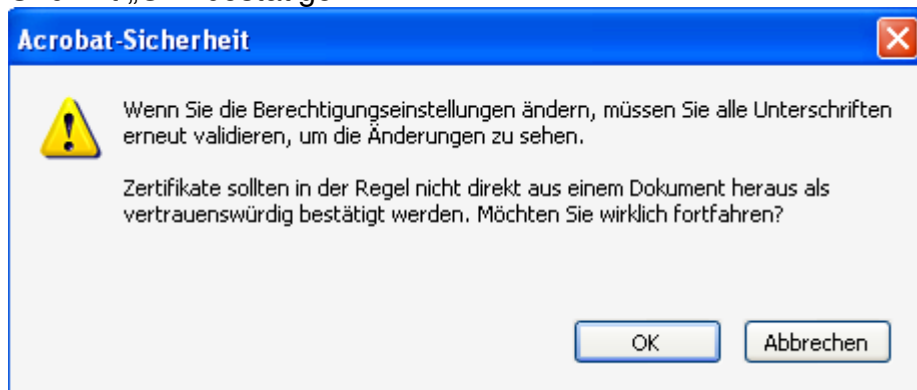 Acrobat-Sicherheit
Wenn Sie die Berechtigungseinstellungen ändern, müssen Sie alle Unterschriften
erneut validieren, um die Änderungen zu sehen.
Zertifikate sollten in der Regel nicht direkt aus einem Dokument heraus als
vertrauenswürdig bestätigt werden. Möchten Sie wirklich fortfahren?
OK Abbrechen